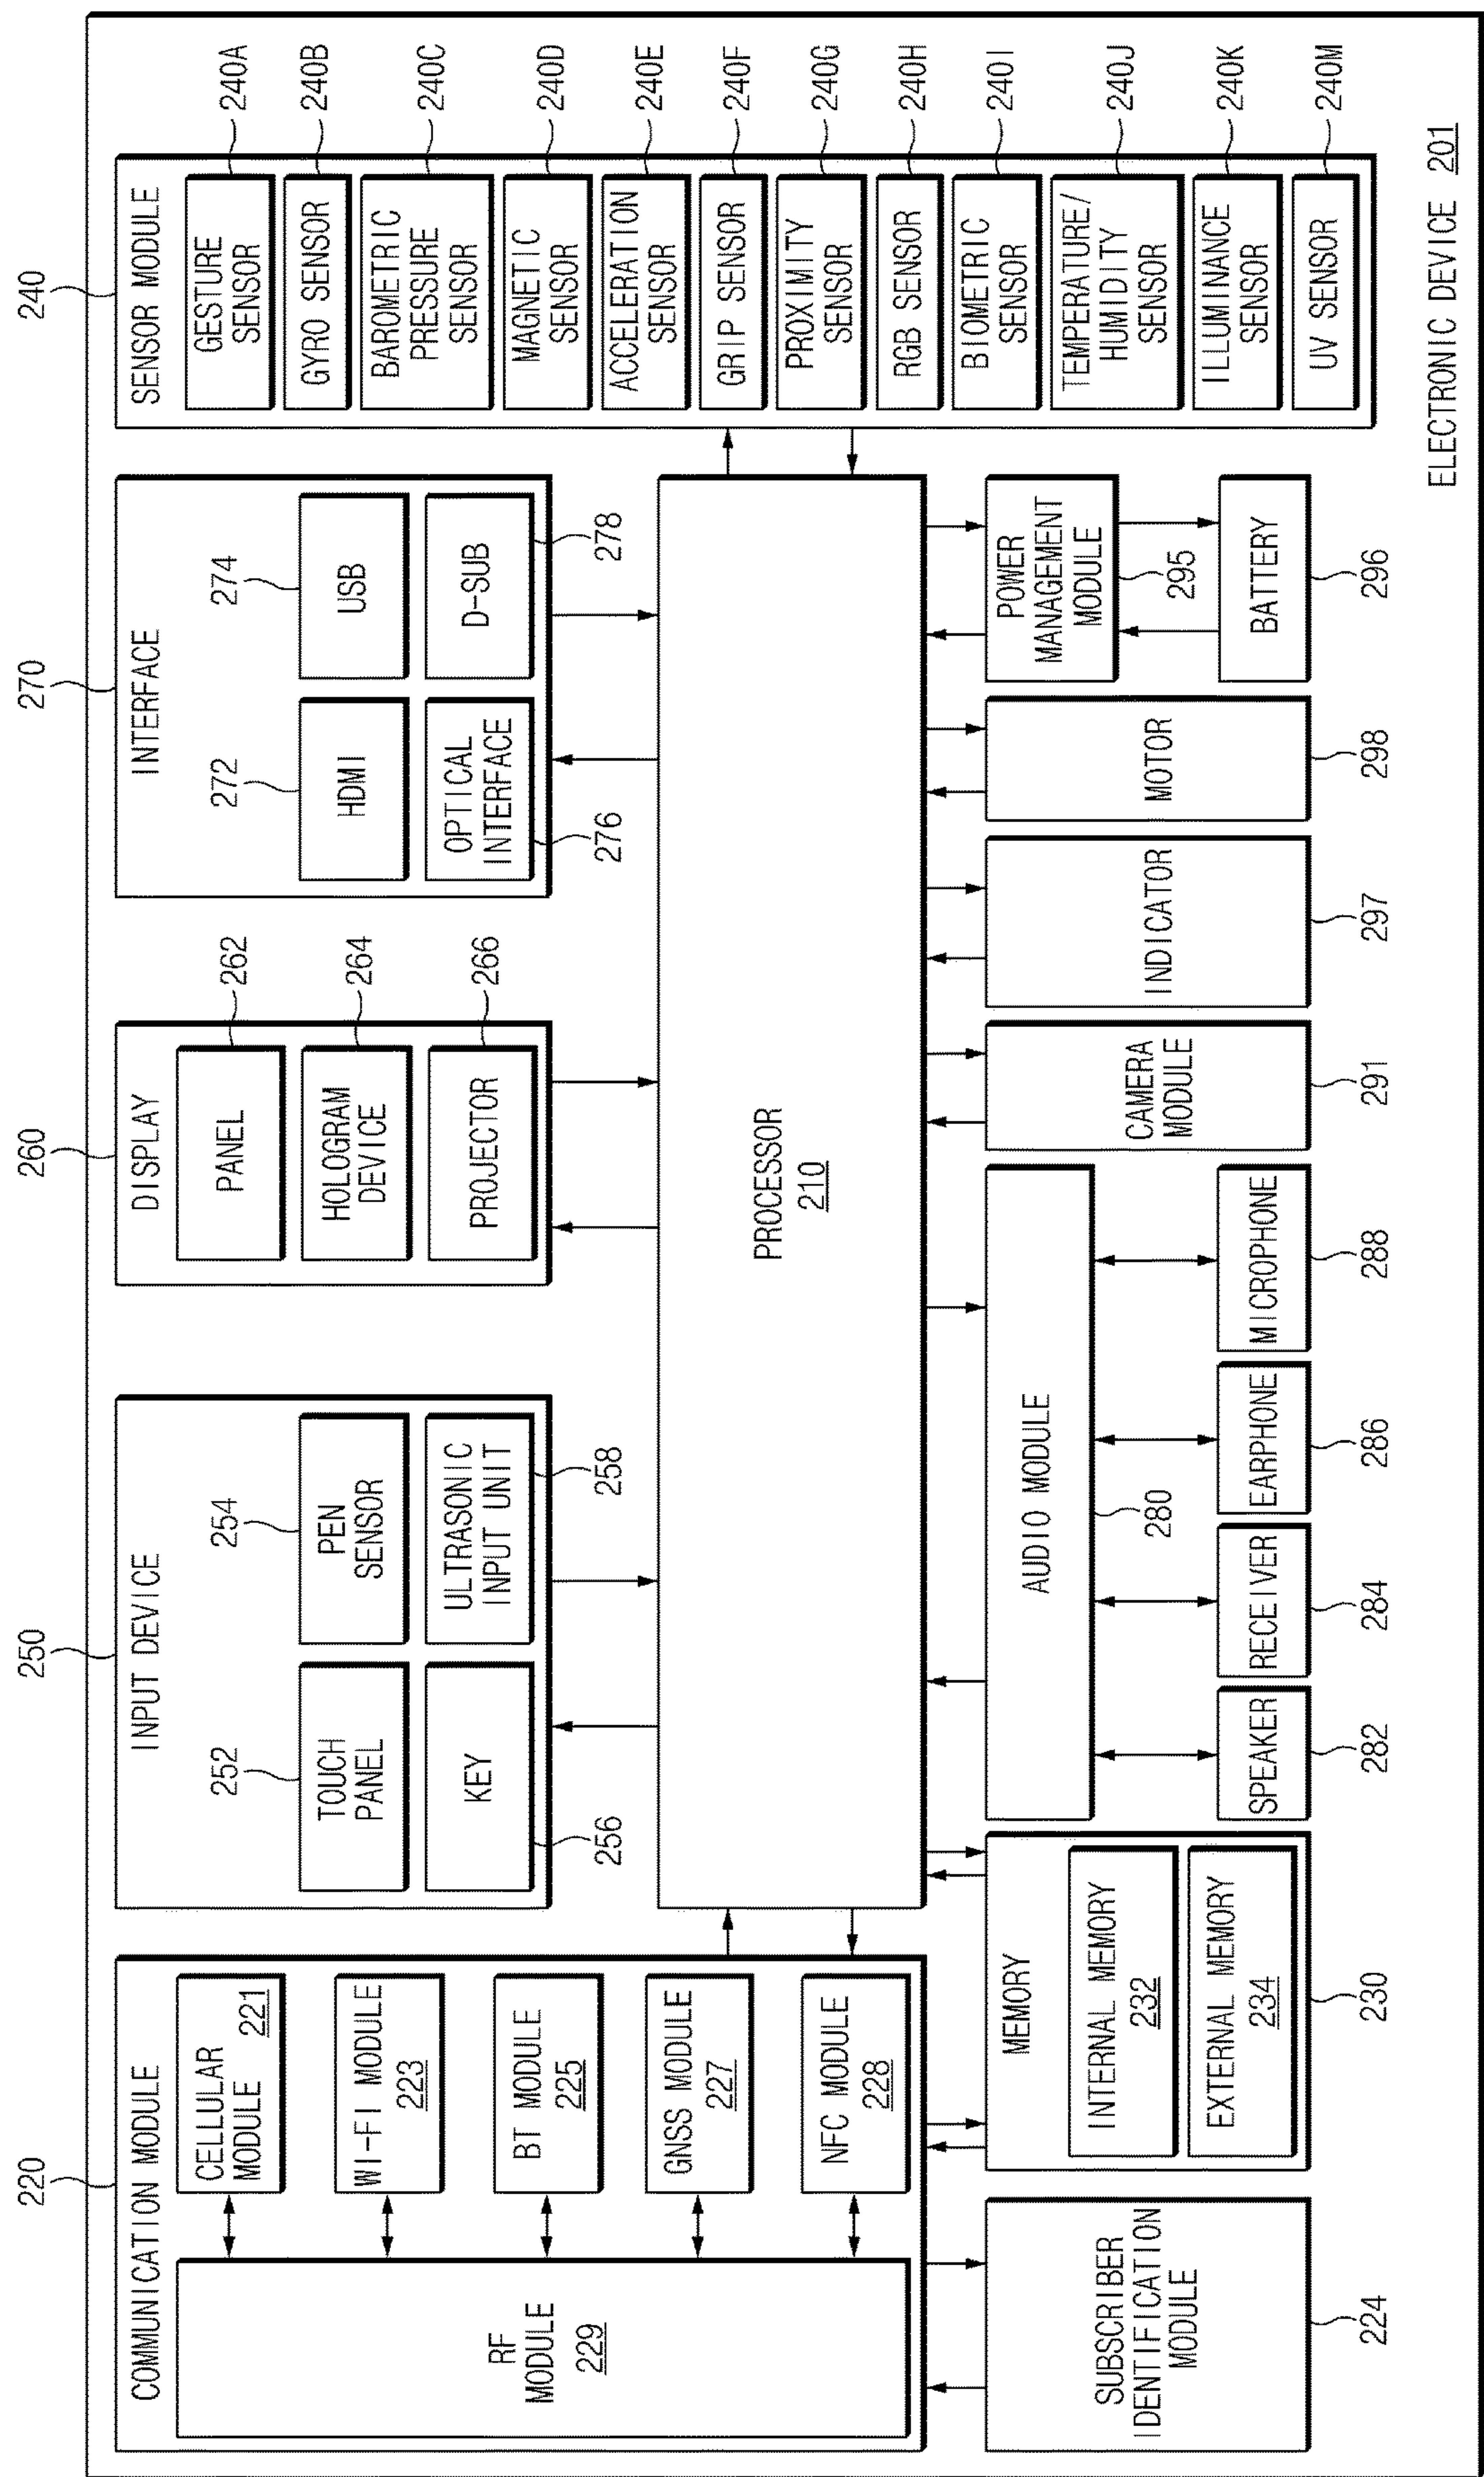 220
COMMUNICATION MODULE
RF
MODULE
229
CELLULAR
MODULE 221
WI-FI MODULE
223
BT MODULE
225
GNSS MODULE
227
NFC MODULE
228
250
INPUT DEVICE
252
TOUCH
PANEL
254
PEN
SENSOR
KEY
256
ULTRASONIC
INPUT UNIT
258
260
DISPLAY
PANEL
262
HOLOGRAM
DEVICE
264
PROJECTOR
266
270
INTERFACE
272
HDMI
274
USB
OPTICAL
INTERFACE
276
D-SUB
278
240
SENSOR MODULE
GESTURE
SENSOR
240A
GYRO SENSOR
240B
BAROMETRIC
PRESSURE
SENSOR
240C
MAGNETIC
SENSOR
240D
ACCELERATION
SENSOR
240E
GRIP SENSOR
240F
PROXIMITY
SENSOR
240G
RGB SENSOR
240H
BIOMETRIC
SENSOR
240I
TEMPERATURE/
HUMIDITY
SENSOR
240J
ILLUMINANCE
SENSOR
240K
UV SENSOR
240M
PROCESSOR
210
SUBSCRIBER
IDENTIFICATION
MODULE
224
MEMORY
INTERNAL MEMORY
232
EXTERNAL MEMORY
234
230
AUDIO MODULE
280
SPEAKER
282
RECEIVER
284
EARPHONE
286
MICROPHONE
288
CAMERA
MODULE
291
INDICATOR
297
MOTOR
298
POWER
MANAGEMENT
MODULE
295
BATTERY
296
ELECTRONIC DEVICE 201